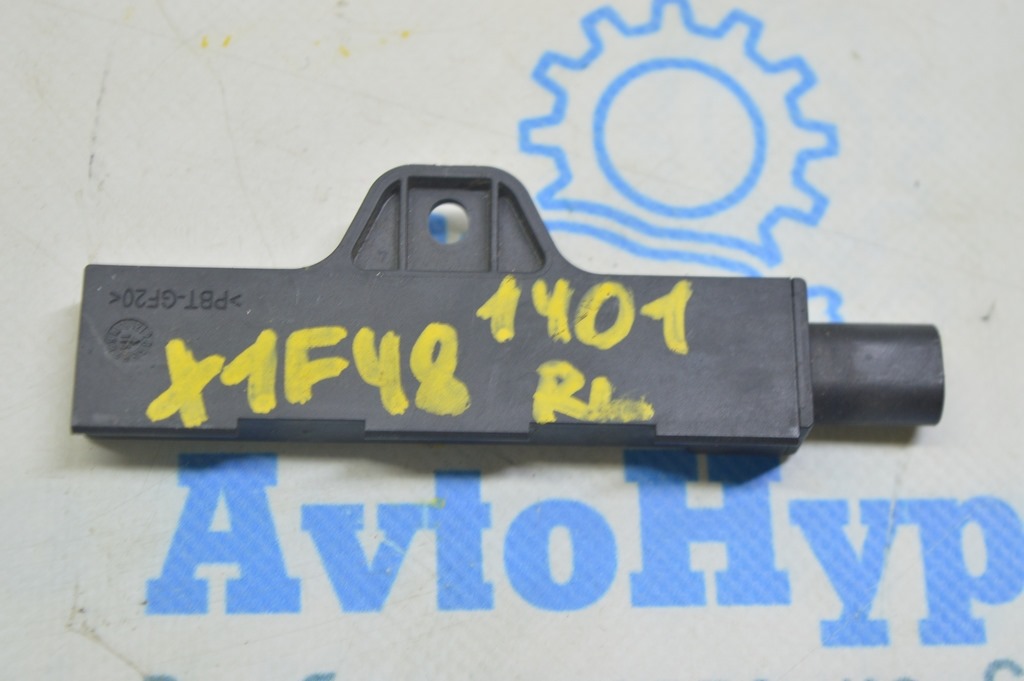 >PBT-GF20<
1401
X1F48 RL
AvtoHyp